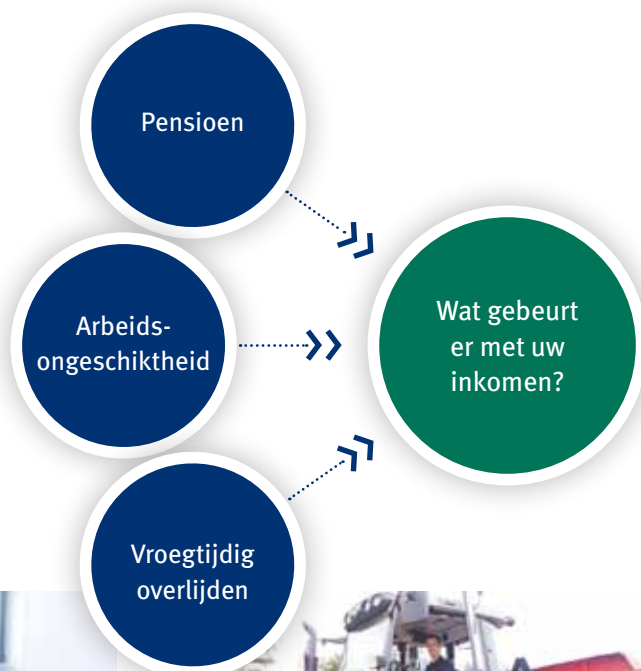 Pensioen
Arbeids-
ongeschiktheid
Wat gebeurt
er met uw
inkomen?
Vroegtijdig
overlijden